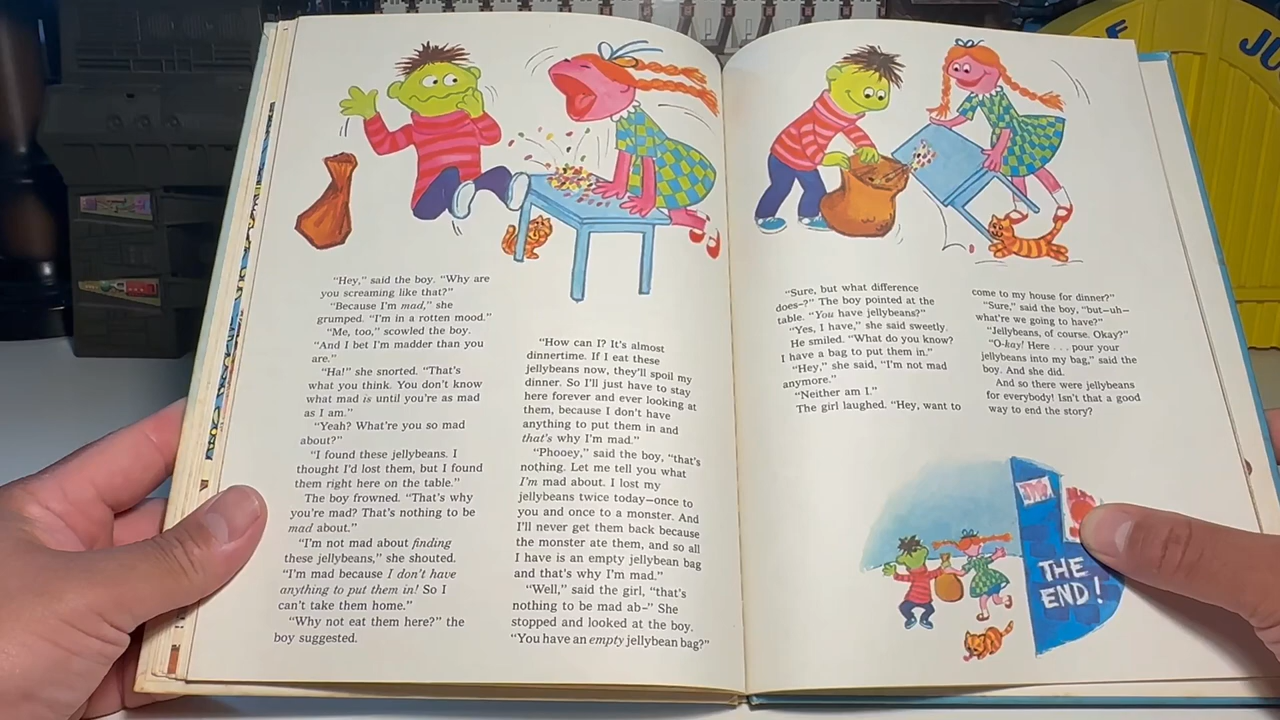 "Hey," said the boy. "Why are
you screaming like that?"
"Because I'm mad," she
grumped. "I'm in a rotten mood."
"Me, too," scowled the boy.
"And I bet I'm madder than you
are."
"Ha!" she snorted. "That's
what you think. You don't know
what mad is until you're as mad
as I am."
"Yeah? What're you so mad
about?"
"I found these jellybeans. I
thought I'd lost them, but I found
them right here on the table."
The boy frowned. "That's why
you're mad? That's nothing to be
mad about."
"I'm not mad about finding
these jellybeans," she shouted.
"I'm mad because I don't have
anything to put them in! So I
can't take them home."
"Why not eat them here?" the
boy suggested.
"How can I? It's almost
dinnertime. If I eat these
jellybeans now, they'll spoil my
dinner. So I'll just have to stay
here forever and ever looking at
them, because I don't have
anything to put them in and
that's why I'm mad."
"Phooey," said the boy, "that's
nothing. Let me tell you what
I'm mad about. I lost my
jellybeans twice today—once to
you and once to a monster. And
I'll never get them back because
the monster ate them, and so all
I have is an empty jellybean bag
and that's why I'm mad."
"Well," said the girl, "that's
nothing to be mad ab-" She
stopped and looked at the boy.
"You have an empty jellybean bag?"
"Sure, but what difference
does-?" The boy pointed at the
table. "You have jellybeans?"
"Yes, I have," she said sweetly.
He smiled. "What do you know?
I have a bag to put them in."
"Hey," she said, "I'm not mad
anymore."
"Neither am I."
The girl laughed. "Hey, want to
come to my house for dinner?"
"Sure," said the boy, "but—uh—
what're we going to have?"
"Jellybeans, of course. Okay?"
"O-kay! Here . . . pour your
jellybeans into my bag," said the
boy. And she did.
And so there were jellybeans
for everybody! Isn't that a good
way to end the story?
THE
END!